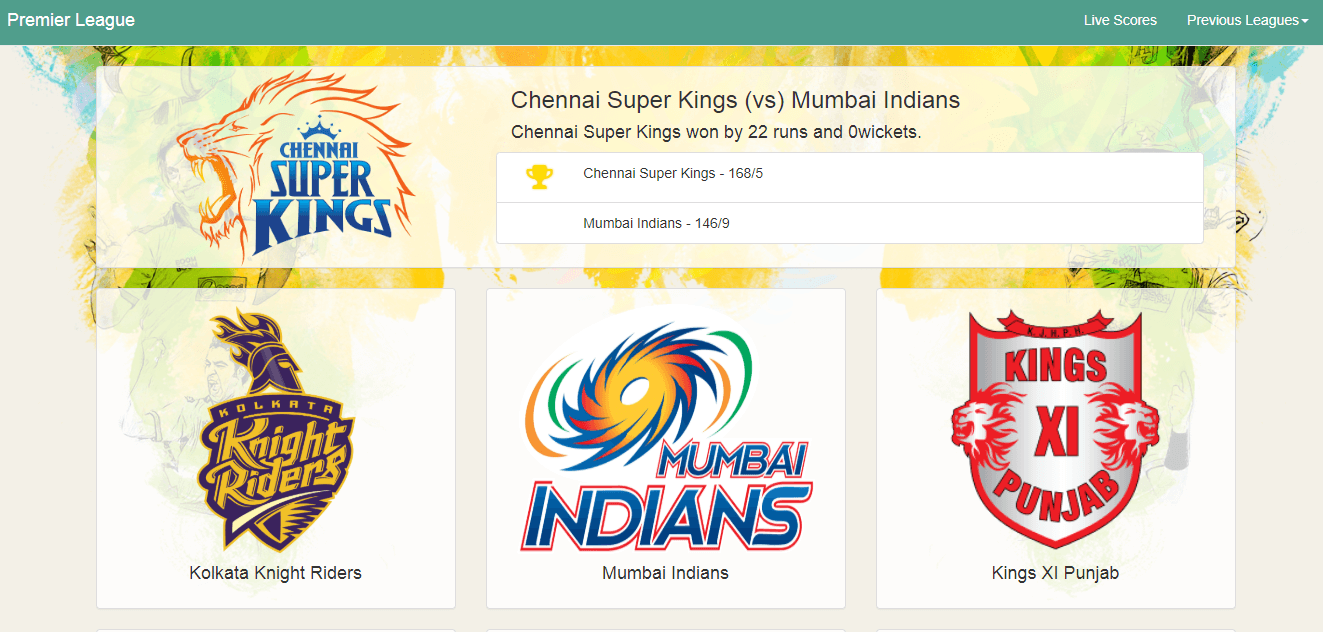 Premier League
Live Scores
Previous Leagues
CHENNAI
SUPER
KINGS
Chennai Super Kings (vs) Mumbai Indians
Chennai Super Kings won by 22 runs and 0wickets.
Chennai Super Kings - 168/5
Mumbai Indians - 146/9
KOLKATA
Knight
Riders
Kolkata Knight Riders
MUMBAI
INDIANS
Mumbai Indians
K.J.H.P.H.
KINGS
XI
PUNJAB
Kings XI Punjab